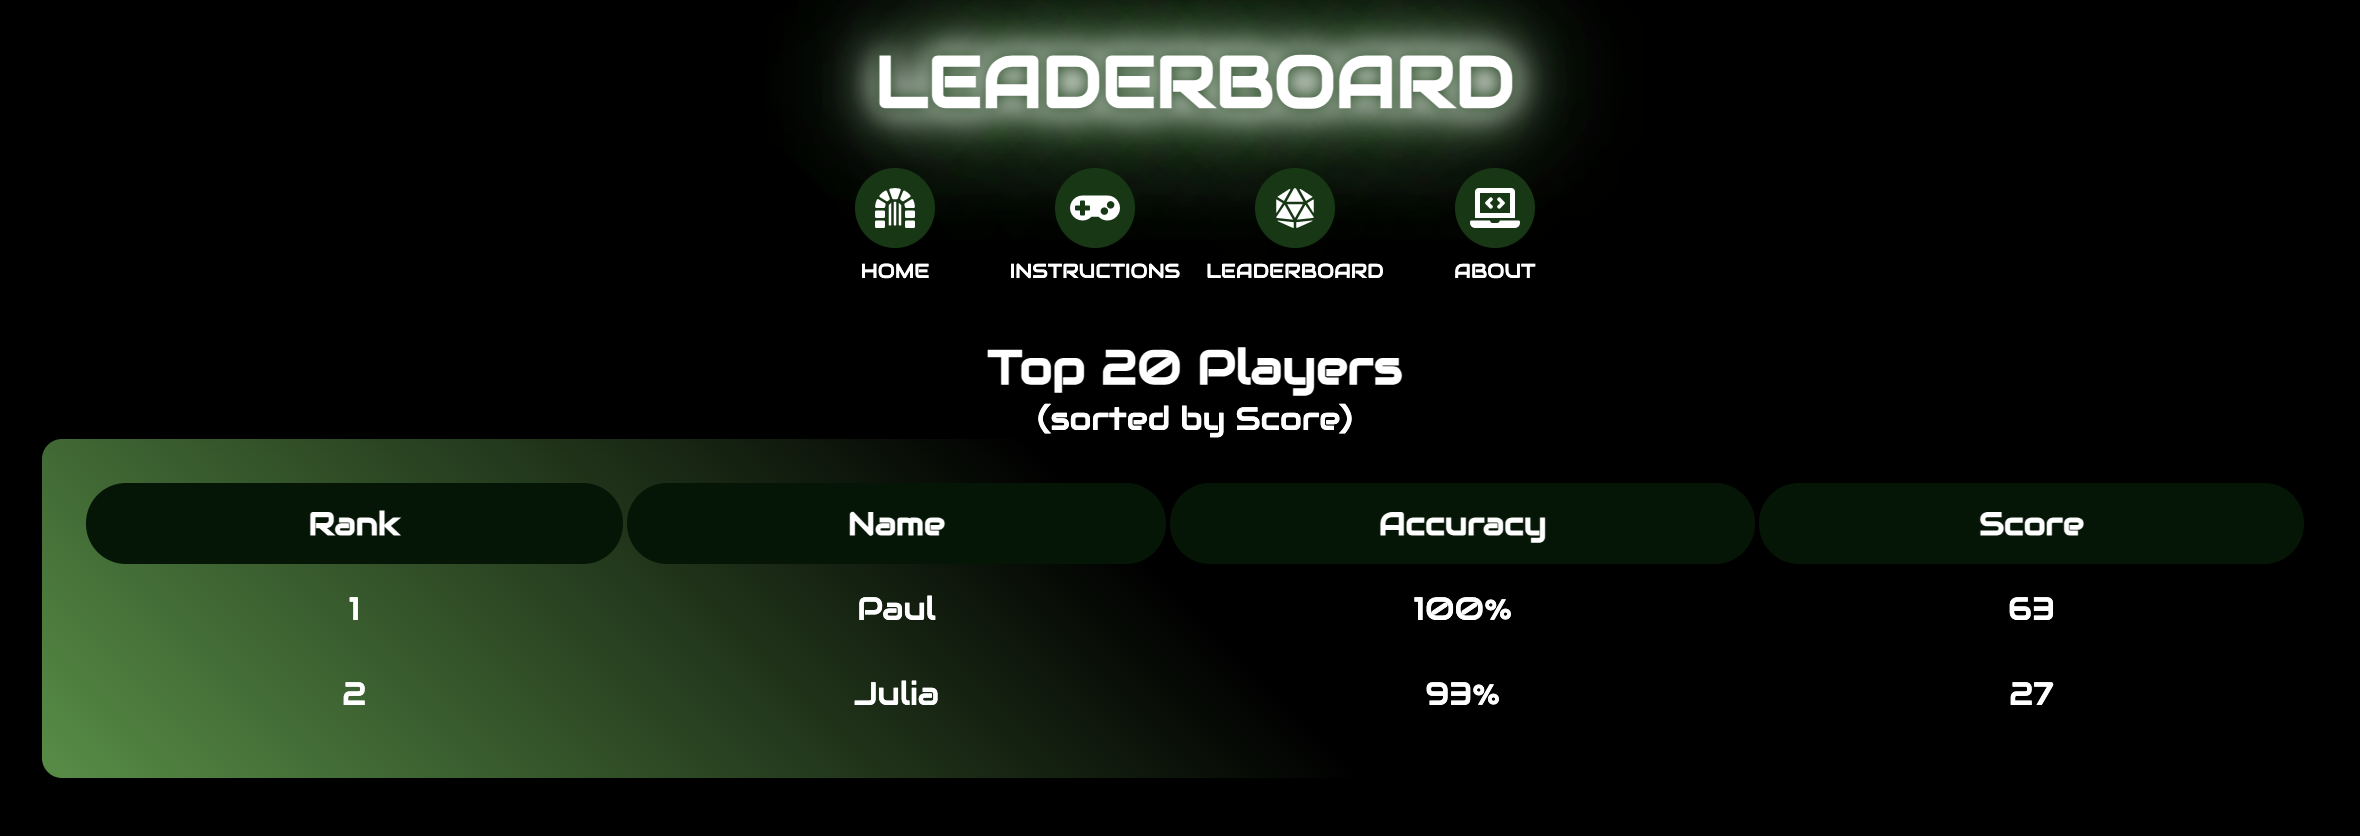 LEADERBOARD
HOME INSTRUCTIONS LEADERBOARD ABOUT
Top 20 Players
(sorted by Score)
Rank Name Accuracy Score
1 Paul 100% 63
2 Julia 93% 27